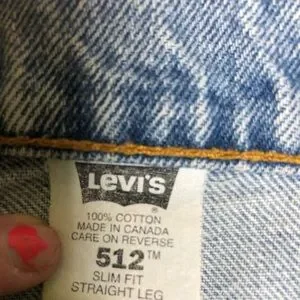 Levi's
100% COTTON
MADE IN CANADA
CARE ON REVERSE
512™
SLIM FIT
STRAIGHT LEG